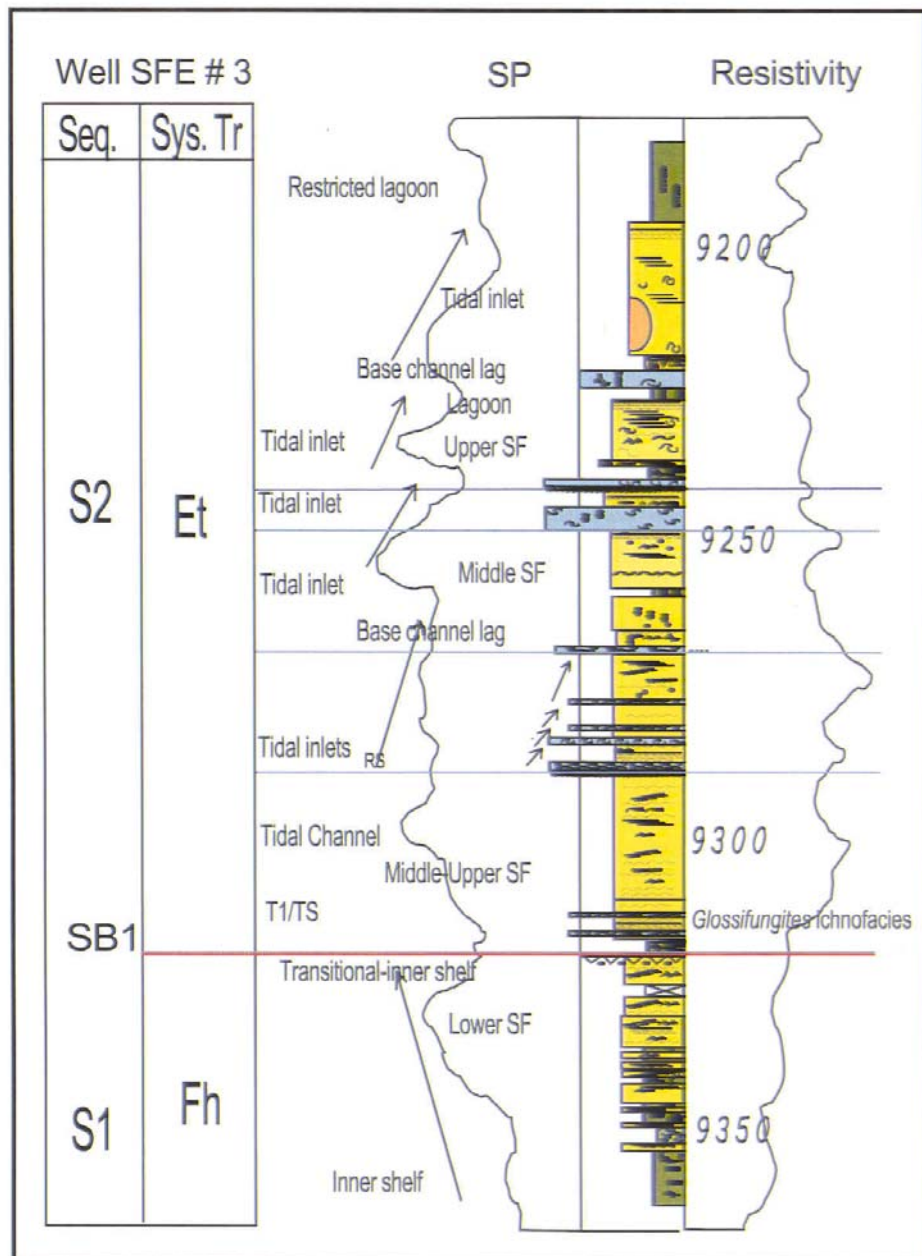 Well SFE # 3
SP
Resistivity
Seq.
Sys. Tr
Restricted lagoon
9200
Tidal inlet
Base channel lag
Lagoon
Tidal inlet
Upper SF
S2
Et
Tidal inlet
9250
Tidal inlet
Middle SF
Base channel lag
Tidal inlets
RS
Tidal Channel
9300
Middle-Upper SF
T1/TS
Glossifungites Ichnofacies
SB1
Transitional-inner shelf
Lower SF
S1
Fh
9350
Inner shelf